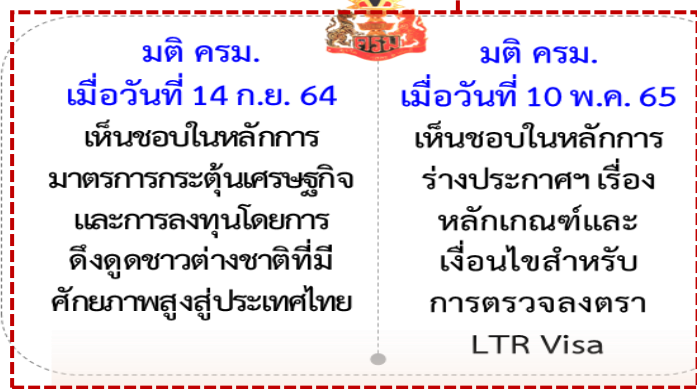 ครม
มติ ครม.
เมื่อวันที่ 14 ก.ย. 64
เห็นชอบในหลักการ
มาตรการกระตุ้นเศรษฐกิจ
และการลงทุนโดยการ
ดึงดูดชาวต่างชาติที่มี
ศักยภาพสูงสู่ประเทศไทย
มติ ครม.
เมื่อวันที่ 10 พ.ค. 65
เห็นชอบในหลักการ
ร่างประกาศฯ เรื่อง
หลักเกณฑ์และ
เงื่อนไขสำหรับ
การตรวจลงตรา
LTR Visa